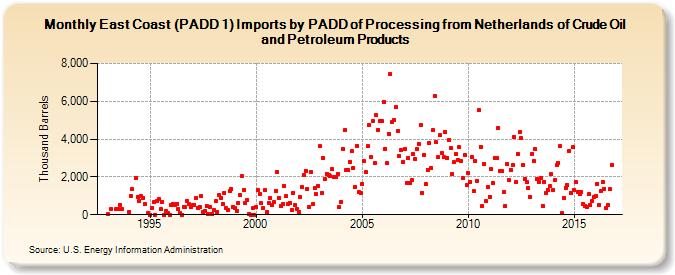 Monthly East Coast (PADD 1) Imports by PADD of Processing from Netherlands of Crude Oil
and Petroleum Products
Thousand Barrels
8,000
6,000
4,000
2,000
0
1995
2000
2005
2010
2015
Source: U.S. Energy Information Administration